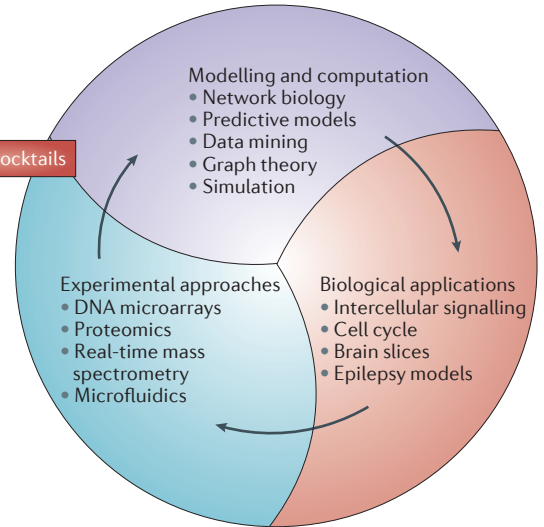 Modelling and computation
• Network biology
• Predictive models
• Data mining
• Graph theory
• Simulation
ocktails
Experimental approaches
• DNA microarrays
• Proteomics
• Real-time mass
spectrometry
• Microfluidics
Biological applications
• Intercellular signalling
• Cell cycle
• Brain slices
• Epilepsy models